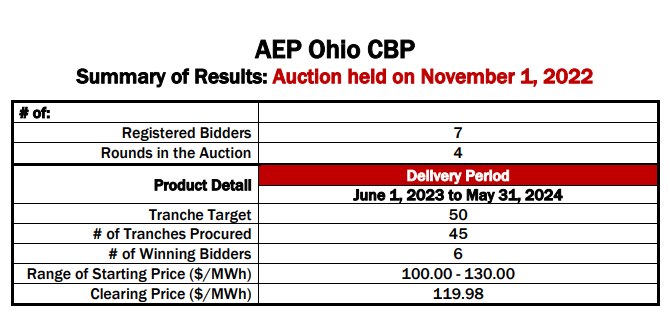 AEP Ohio CBP
Summary of Results: Auction held on November 1, 2022
# of:
Registered Bidders 7
Rounds in the Auction 4
Product Detail Delivery Period
June 1, 2023 to May 31, 2024
Tranche Target 50
# of Tranches Procured 45
# of Winning Bidders 6
Range of Starting Price ($/MWh) 100.00 - 130.00
Clearing Price ($/MWh) 119.98